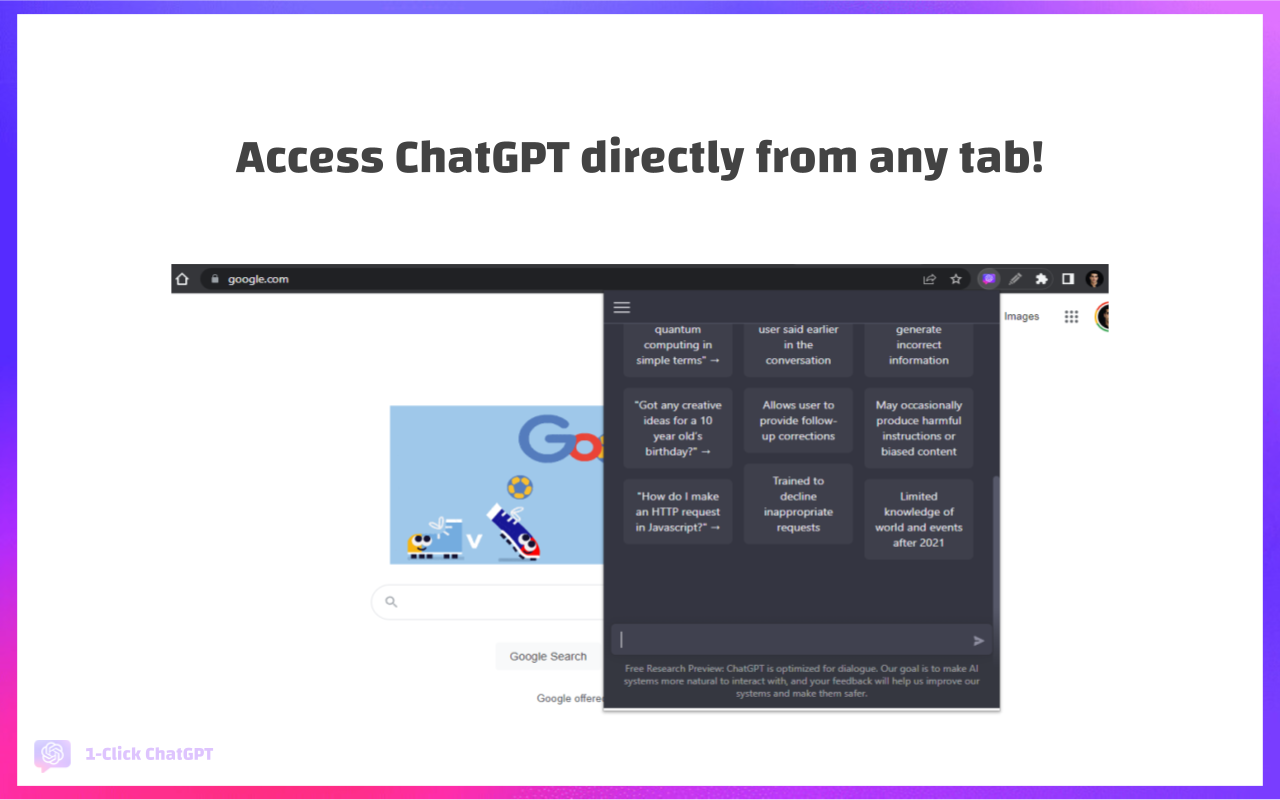 Access ChatGPT directly from any tab!
google.com
Images
quantum
computing in
simple terms" →
user said earlier
in the
conversation
generate
incorrect
information
"Got any creative
ideas for a 10
year old's
birthday?" →
Allows user to
provide follow-
up corrections
May occasionally
produce harmful
instructions or
biased content
"How do I make
an HTTP request
in Javascript?" →
Trained to
decline
inappropriate
requests
Limited
knowledge of
world and events
after 2021
Goo
v
Google Search
Google offere
Free Research Preview: ChatGPT is optimized for dialogue. Our goal is to make AI
systems more natural to interact with, and your feedback will help us improve our
systems and make them safer.
1-Click ChatGPT